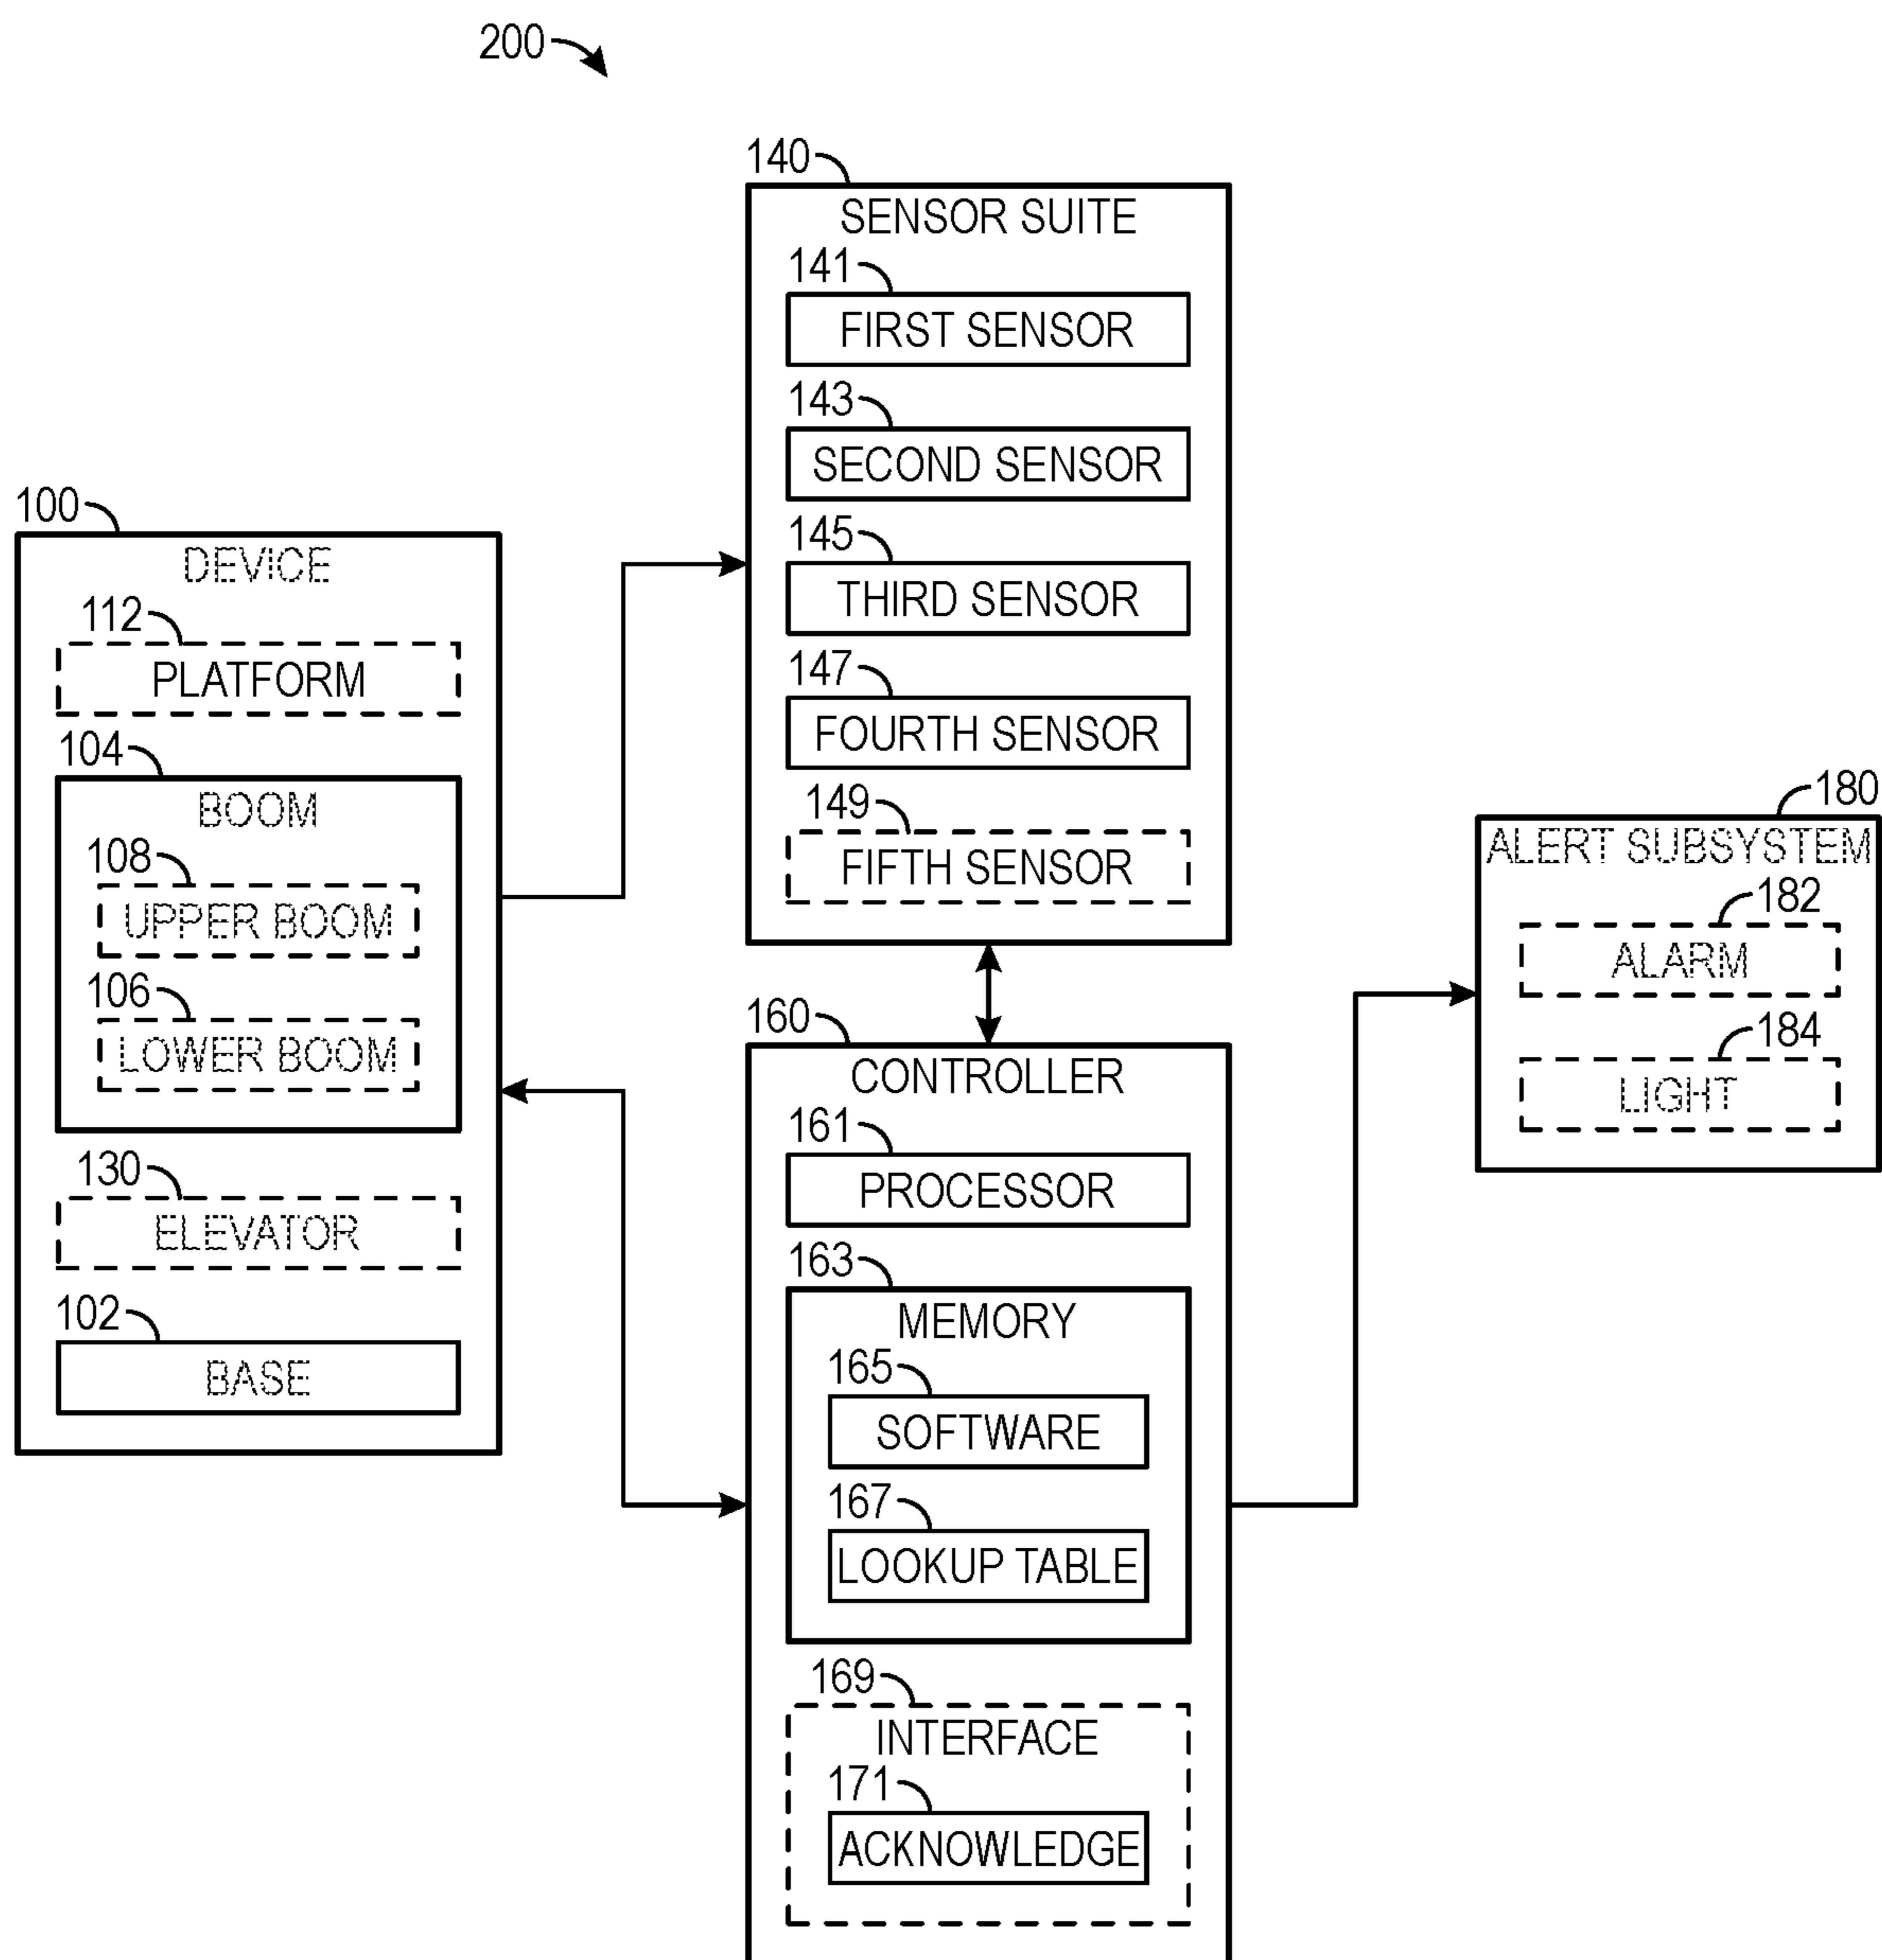 200
140
SENSOR SUITE
141
FIRST SENSOR
143
SECOND SENSOR
145
THIRD SENSOR
147
FOURTH SENSOR
149
FIFTH SENSOR
100
DEVICE
112
PLATFORM
104
BOOM
108
UPPER BOOM
106
LOWER BOOM
130
ELEVATOR
102
BASE
160
CONTROLLER
161
PROCESSOR
163
MEMORY
165
SOFTWARE
167
LOOKUP TABLE
169
INTERFACE
171
ACKNOWLEDGE
180
ALERT SUBSYSTEM
182
ALARM
184
LIGHT